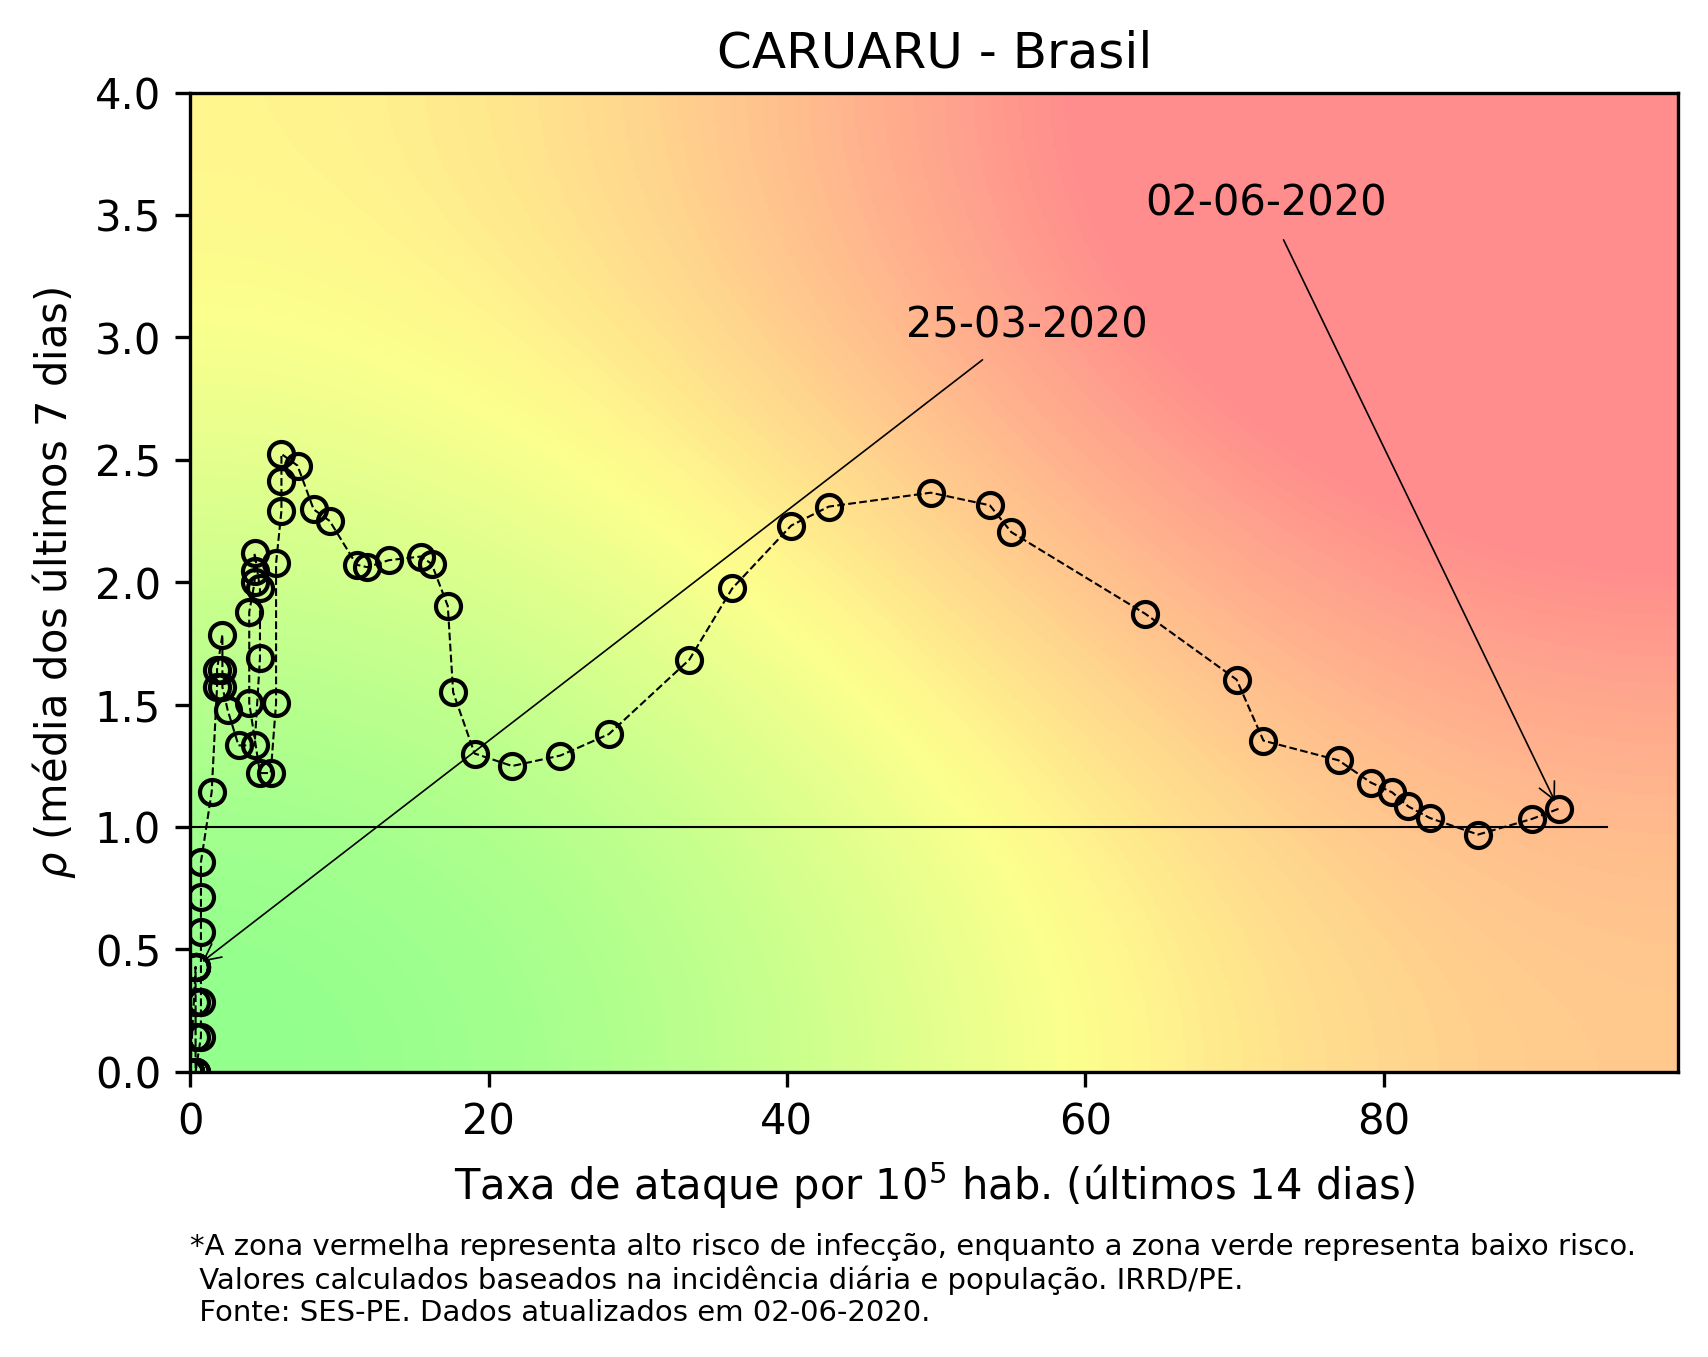 CARUARU - Brasil
4.0
3.5
3.0
2.5
2.0
1.5
1.0
0.5
0.0
ρ (média dos últimos 7 dias)
02-06-2020
25-03-2020
0 20 40 60 80
Taxa de ataque por 10⁵ hab. (últimos 14 dias)
*A zona vermelha representa alto risco de infecção, enquanto a zona verde representa baixo risco.
Valores calculados baseados na incidência diária e população. IRRD/PE.
Fonte: SES-PE. Dados atualizados em 02-06-2020.